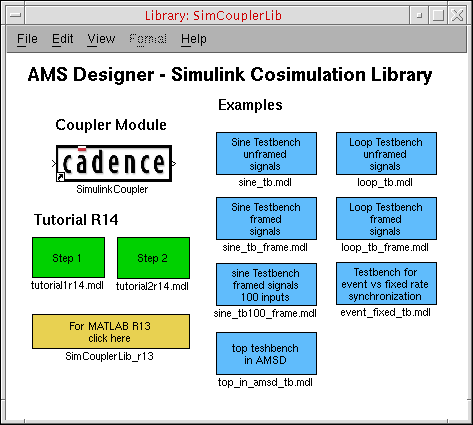 Library: SimCouplerLib
File Edit View Format Help
AMS Designer - Simulink Cosimulation Library
Coupler Module
cādence
SimulinkCoupler
Tutorial R14
Step 1
tutorial1r14.mdl
Step 2
tutorial2r14.mdl
For MATLAB R13
click here
SimCouplerLib_r13
Examples
Sine Testbench
unframed
signals
sine_tb.mdl
Loop Testbench
unframed
signals
loop_tb.mdl
Sine Testbench
framed
signals
sine_tb_frame.mdl
Loop Testbench
framed
signals
loop_tb_frame.mdl
sine Testbench
framed signals
100 inputs
sine_tb100_frame.mdl
Testbench for
event vs fixed rate
synchronization
event_fixed_tb.mdl
top teshbench
in AMSD
top_in_amsd_tb.mdl